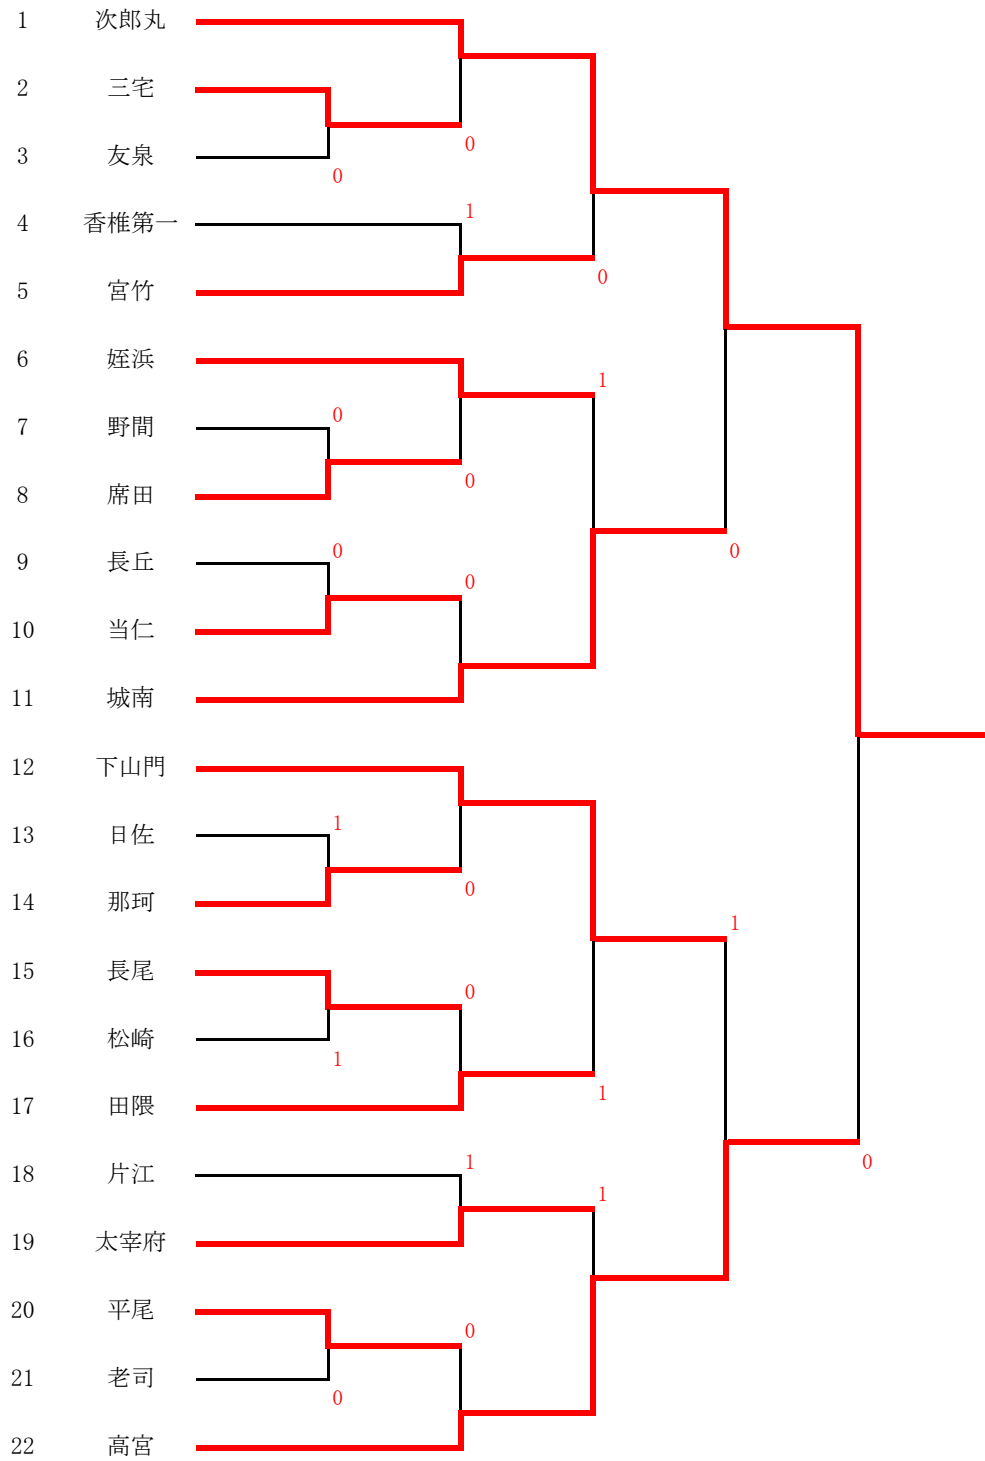 1 次郎丸
2 三宅
0
3 友泉
0
4 香椎第一 1
5 宮竹
0
6 姪浜
1
7 野間 0
8 席田
0
9 長丘 0
0
10 当仁
0
11 城南
12 下山門
13 日佐 1
0
14 那珂
1
15 長尾
0
16 松崎
1
1
17 田隈
18 片江 1
1
19 太宰府
0
20 平尾
0
21 老司
0
22 高宮